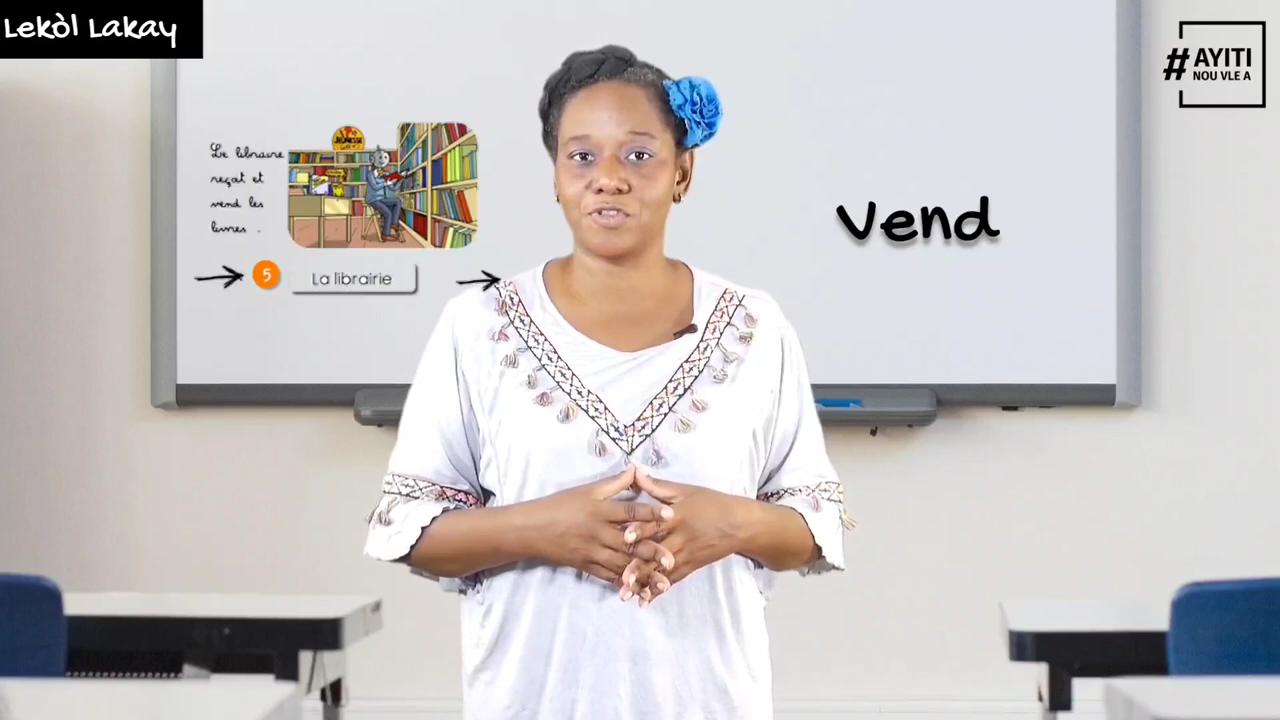 Lekòl Lakay
#AYITI
NOU VLE A
Le libraire
reçoit et
vend les
livres.
5
La librairie
Vend